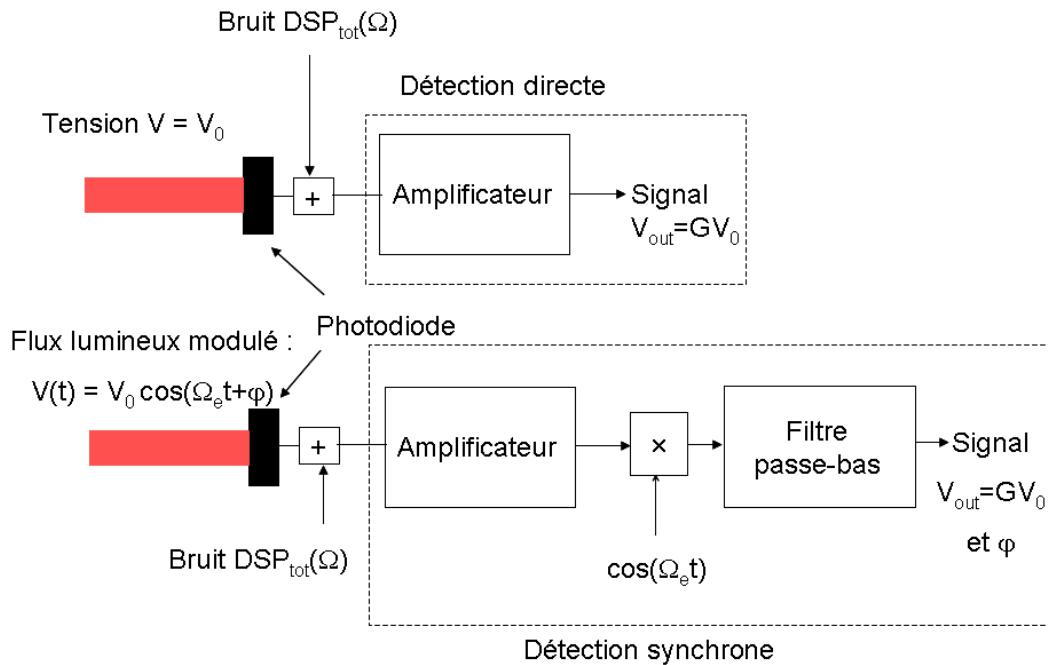 Bruit DSP_tot(Ω)
Détection directe
Tension V = V_0
+
Amplificateur
Signal
V_out=GV_0
Photodiode
Flux lumineux modulé :
V(t) = V_0 cos(Ω_e t+φ)
+
Amplificateur
×
Filtre
passe-bas
Signal
V_out=GV_0
et φ
Bruit DSP_tot(Ω)
cos(Ω_e t)
Détection synchrone